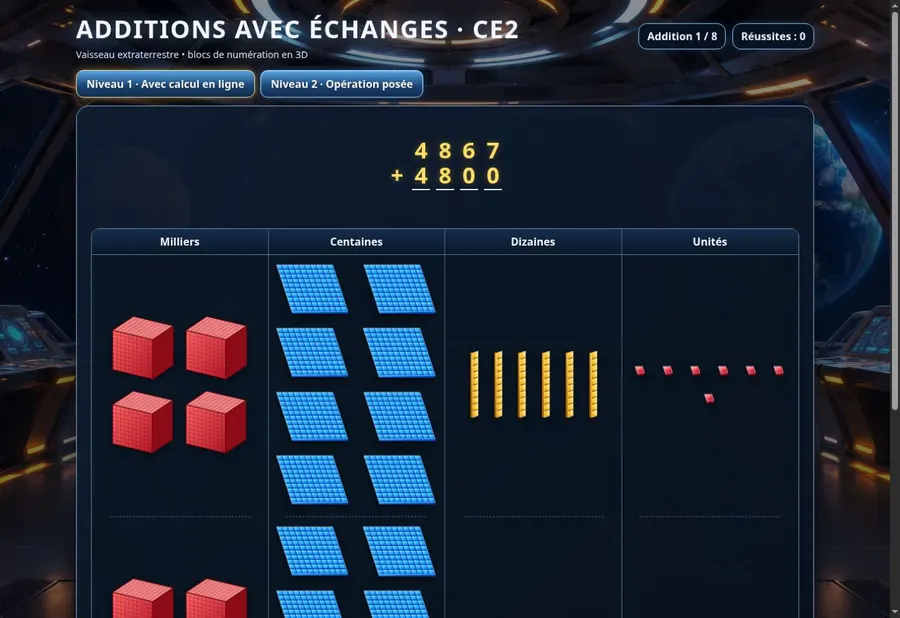 ADDITIONS AVEC ÉCHANGES · CE2
Vaisseau extraterrestre • blocs de numération en 3D
Addition 1 / 8
Réussites : 0
Niveau 1 · Avec calcul en ligne
Niveau 2 · Opération posée
4 8 6 7
+ 4 8 0 0
Milliers
Centaines
Dizaines
Unités